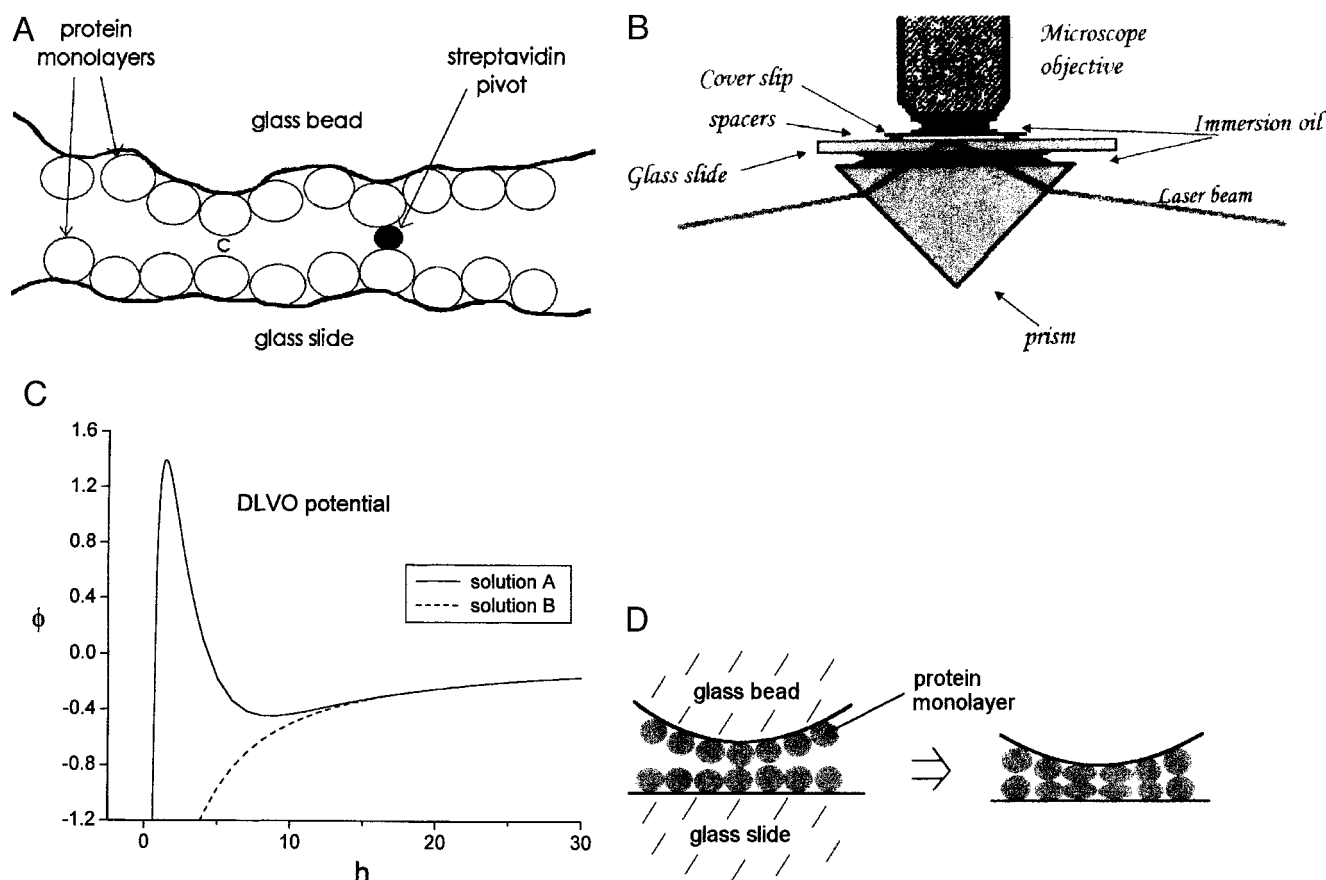 A
protein
monolayers
streptavidin
pivot
glass bead
c
glass slide
B
Microscope
objective
Cover slip
spacers
Immersion oil
Glass slide
Laser beam
prism
C
1.6
1.2
0.8
0.4
0.0
-0.4
-0.8
-1.2
ϕ
DLVO potential
solution A
solution B
0
10
20
30
h
D
glass bead
protein
monolayer
glass slide